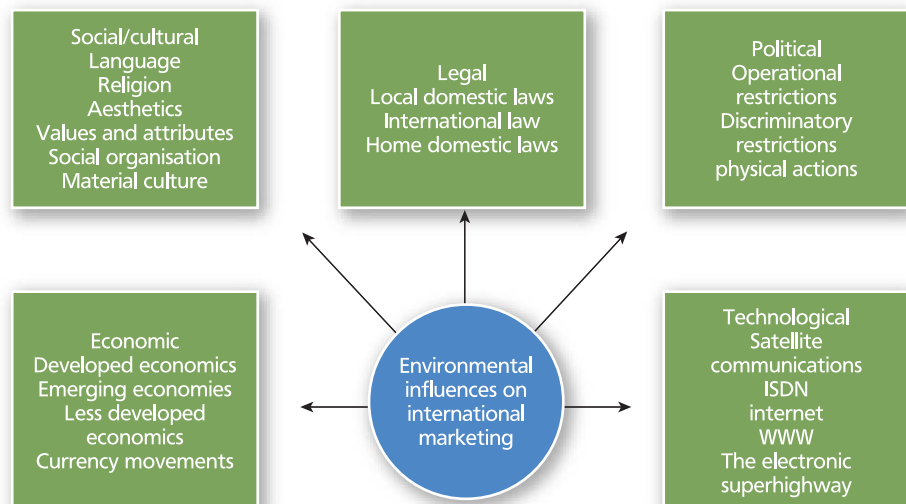 Social/cultural
Language
Religion
Aesthetics
Values and attributes
Social organisation
Material culture
Legal
Local domestic laws
International law
Home domestic laws
Political
Operational
restrictions
Discriminatory
restrictions
physical actions
Economic
Developed economics
Emerging economies
Less developed
economics
Currency movements
Environmental
influences on
international
marketing
Technological
Satellite
communications
ISDN
internet
WWW
The electronic
superhighway